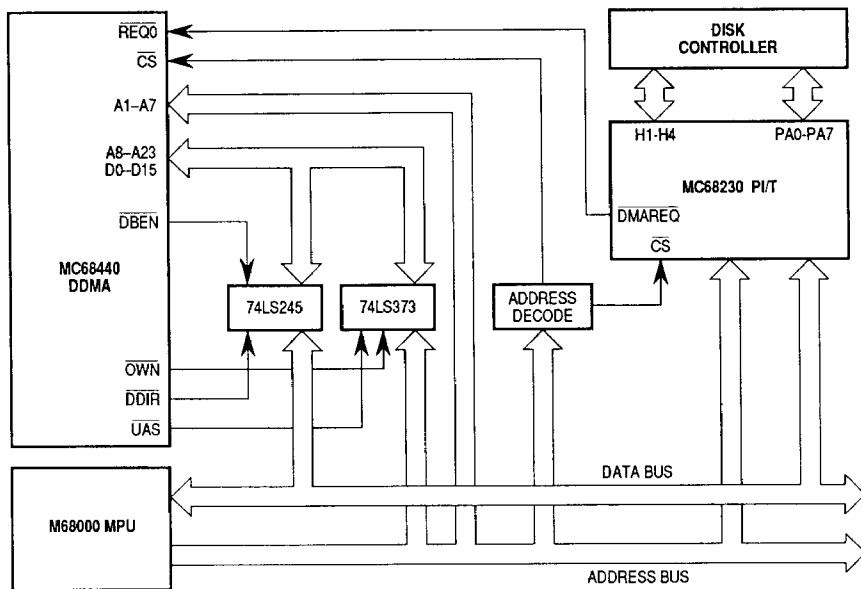 REQ0
CS
A1–A7
A8–A23
D0–D15
DBEN
MC68440
DDMA
OWN
DDIR
UAS
74LS245
74LS373
ADDRESS
DECODE
DISK
CONTROLLER
H1-H4 PA0-PA7
MC68230 PI/T
DMAREQ
CS
M68000 MPU
DATA BUS
ADDRESS BUS